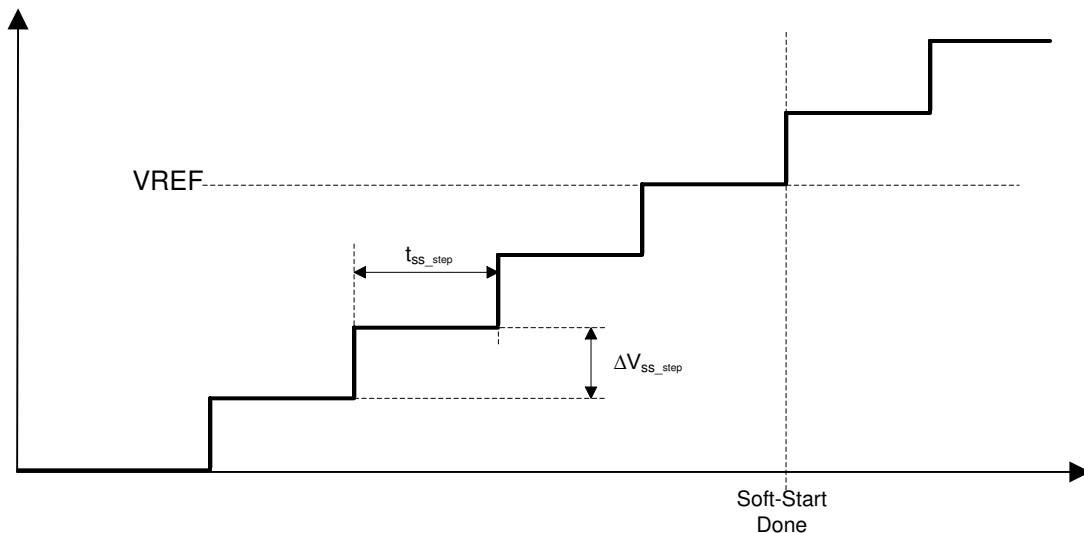 VREF
tss_step
ΔVss_step
Soft-Start
Done